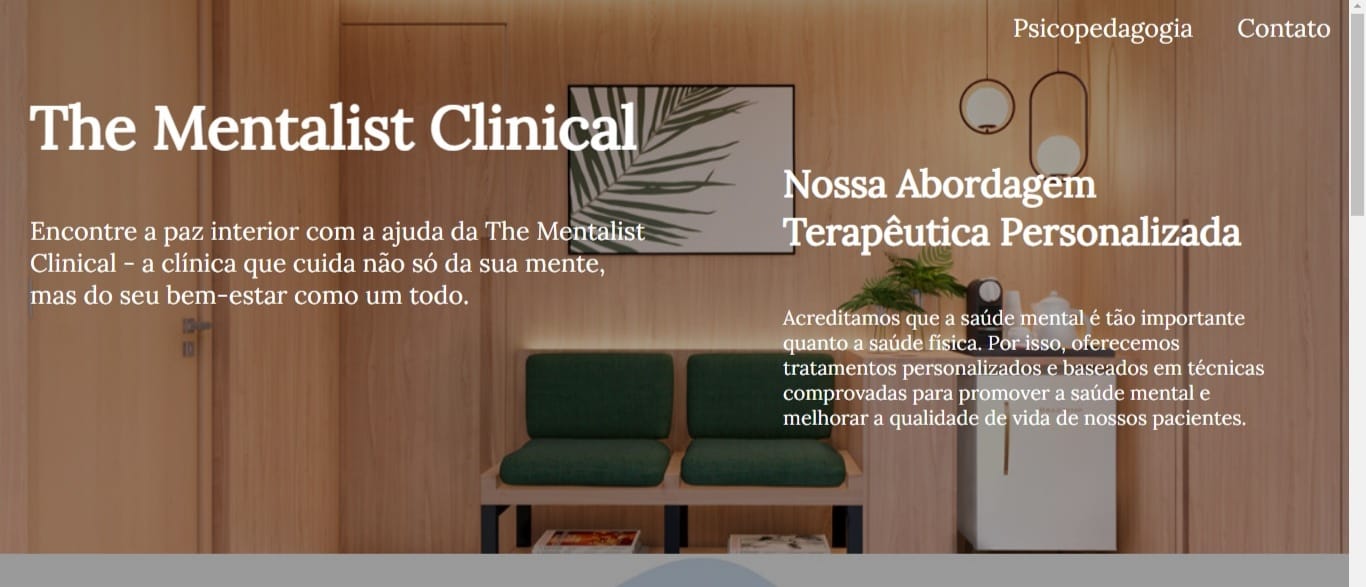 Psicopedagogia Contato
The Mentalist Clinical
Encontre a paz interior com a ajuda da The Mentalist
Clinical - a clínica que cuida não só da sua mente,
mas do seu bem-estar como um todo.
Nossa Abordagem
Terapêutica Personalizada
Acreditamos que a saúde mental é tão importante
quanto a saúde física. Por isso, oferecemos
tratamentos personalizados e baseados em técnicas
comprovadas para promover a saúde mental e
melhorar a qualidade de vida de nossos pacientes.